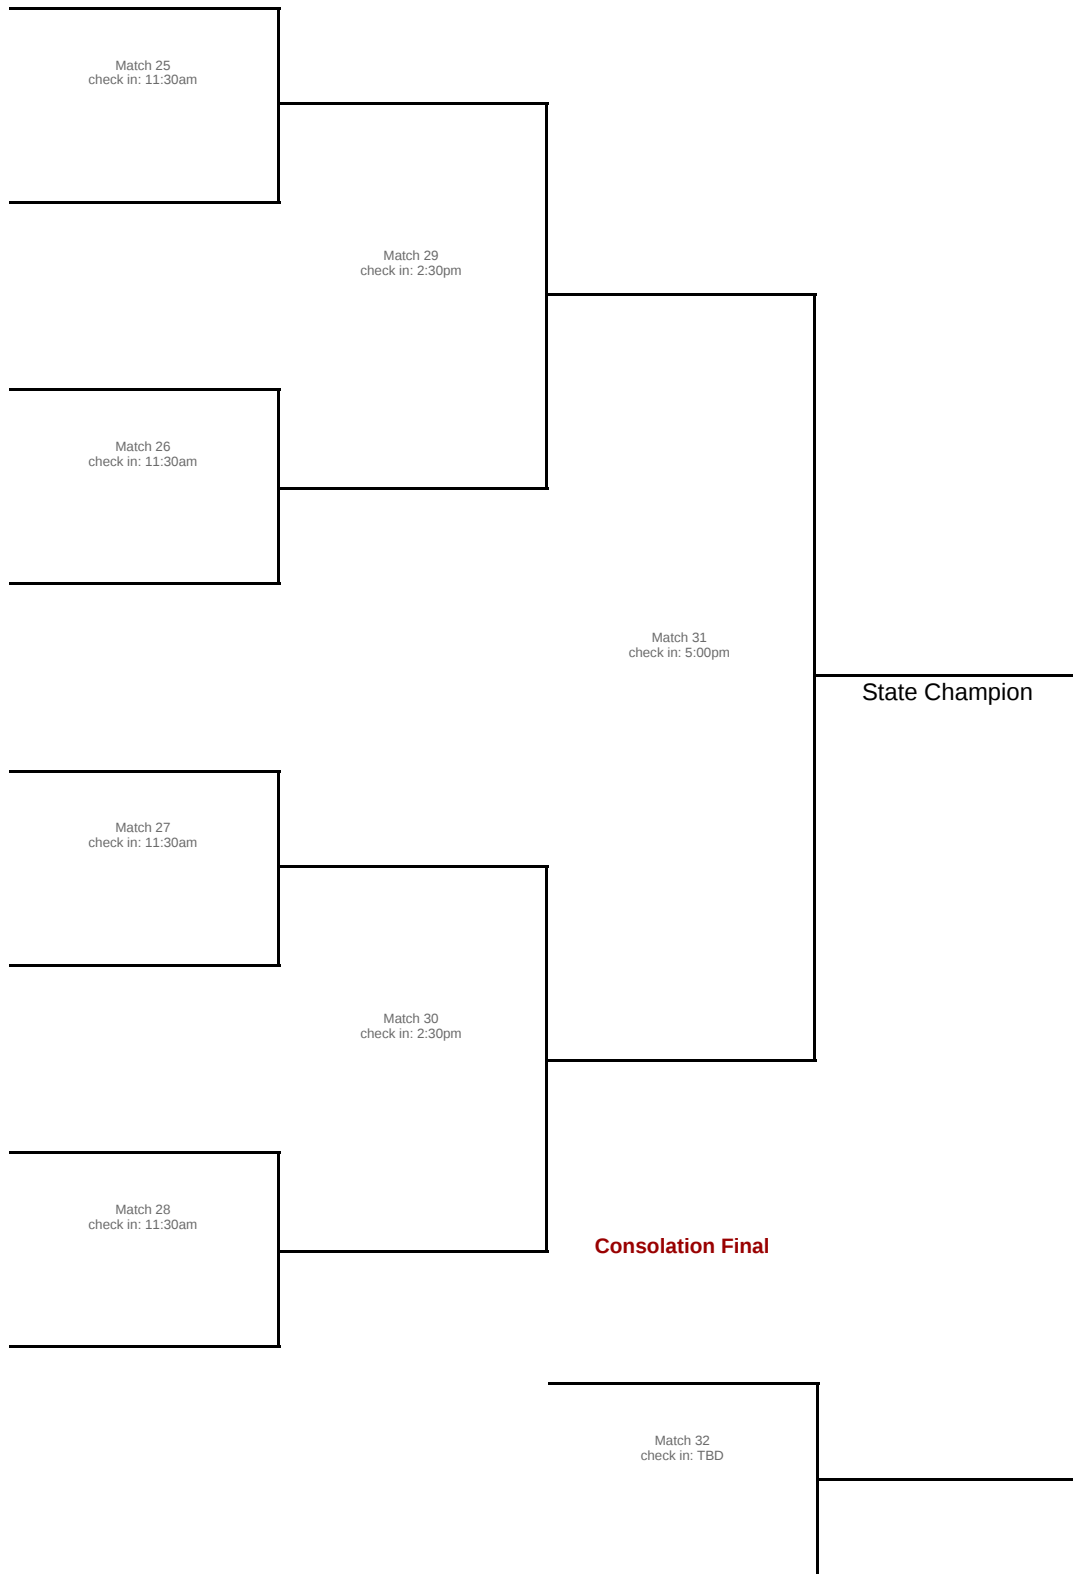 Match 25
check in: 11:30am
Match 29
check in: 2:30pm
Match 26
check in: 11:30am
Match 31
check in: 5:00pm
State Champion
Match 27
check in: 11:30am
Match 30
check in: 2:30pm
Match 28
check in: 11:30am
Consolation Final
Match 32
check in: TBD